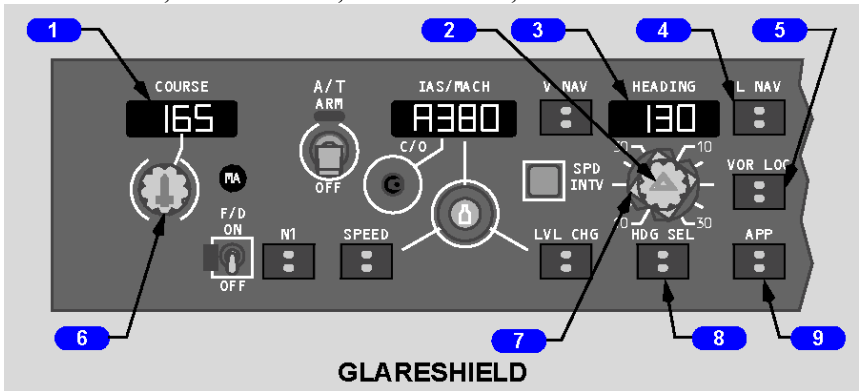 1
2
3
4
5
COURSE
165
A/T
ARM
OFF
IAS/MACH
A380
C/O
V NAV
HEADING
130
L NAV
MA
SPD
INTV
10
30
10
30
VOR LOC
F/D
ON
OFF
N1
SPEED
LVL CHG
HDG SEL
APP
6
7
8
9
GLARESHIELD